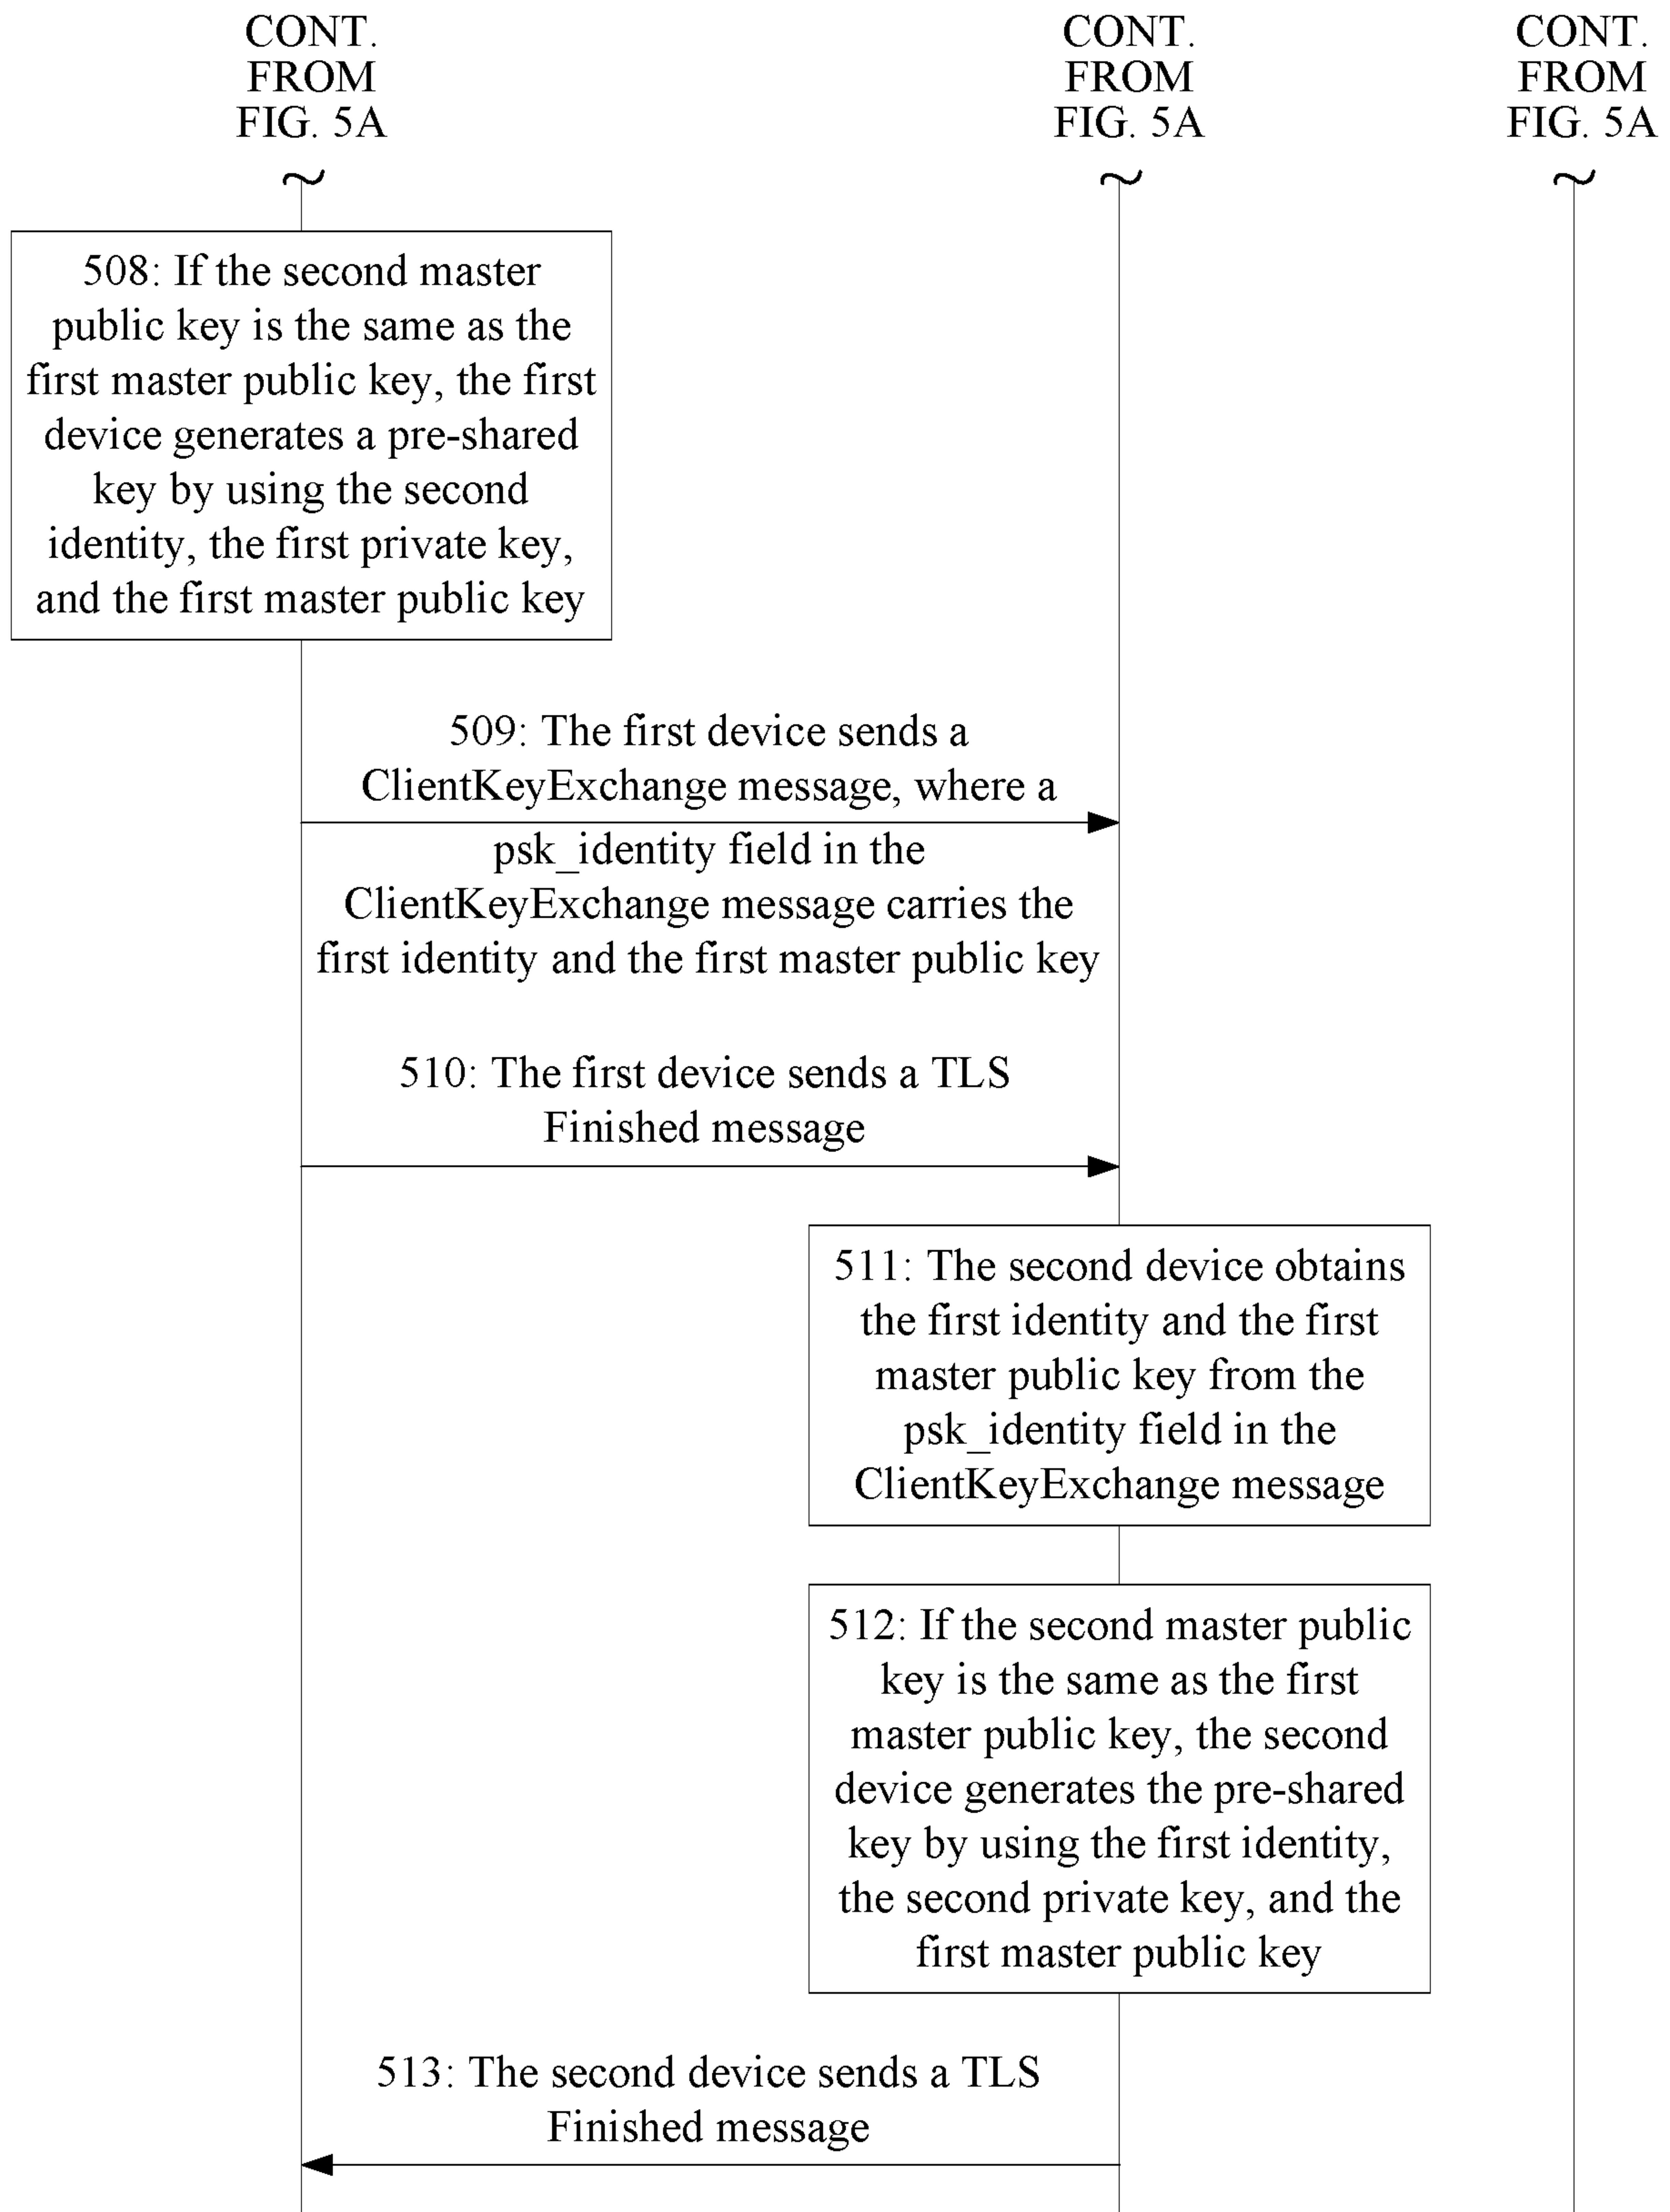 CONT.
FROM
FIG. 5A
CONT.
FROM
FIG. 5A
CONT.
FROM
FIG. 5A
508: If the second master
public key is the same as the
first master public key, the first
device generates a pre-shared
key by using the second
identity, the first private key,
and the first master public key
509: The first device sends a
ClientKeyExchange message, where a
psk_identity field in the
ClientKeyExchange message carries the
first identity and the first master public key
510: The first device sends a TLS
Finished message
511: The second device obtains
the first identity and the first
master public key from the
psk_identity field in the
ClientKeyExchange message
512: If the second master public
key is the same as the first
master public key, the second
device generates the pre-shared
key by using the first identity,
the second private key, and the
first master public key
513: The second device sends a TLS
Finished message